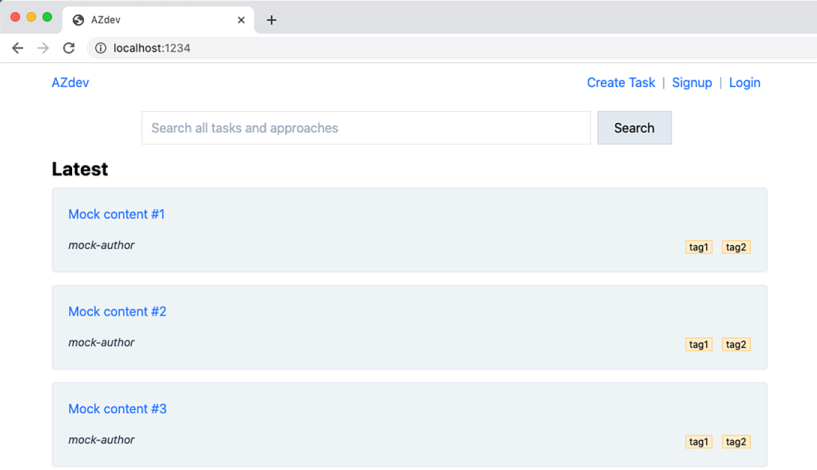 AZdev
localhost:1234
AZdev Create Task | Signup | Login
Search all tasks and approaches Search
Latest
Mock content #1
mock-author tag1 tag2
Mock content #2
mock-author tag1 tag2
Mock content #3
mock-author tag1 tag2